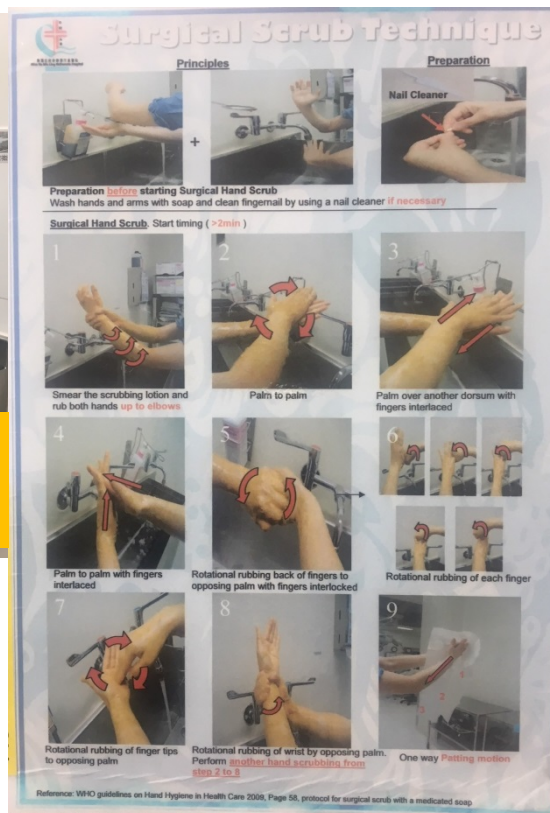 Surgical Scrub Technique
Principles
Preparation
Nail Cleaner
+
Preparation before starting Surgical Hand Scrub
Wash hands and arms with soap and clean fingernail by using a nail cleaner if necessary
Surgical Hand Scrub. Start timing ( >2min )
1
2
3
Smear the scrubbing lotion and
rub both hands up to elbows
Palm to palm
Palm over another dorsum with
fingers interlaced
4
5
6
Palm to palm with fingers
interlaced
Rotational rubbing back of fingers to
opposing palm with fingers interlocked
Rotational rubbing of each finger
7
8
9
1
2
3
Rotational rubbing of finger tips
to opposing palm
Rotational rubbing of wrist by opposing palm.
Perform another hand scrubbing from
step 2 to 8
One way Patting motion
Reference: WHO guidelines on Hand Hygiene in Health Care 2009, Page 58, protocol for surgical scrub with a medicated soap